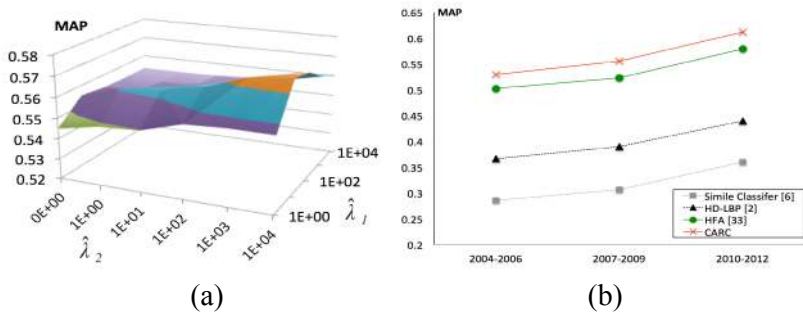 MAP
0.58
0.57
0.56
0.55
0.54
0.53
0.52
0E+00
1E+00
1E+01
1E+02
1E+03
1E+04
λ̂ 2
1E+00
1E+02
1E+04
λ̂ 1
(a)
MAP
0.65
0.6
0.55
0.5
0.45
0.4
0.35
0.3
0.25
0.2
2004-2006
2007-2009
2010-2012
Simile Classifer [6]
HD-LBP [2]
HFA [33]
CARC
(b)